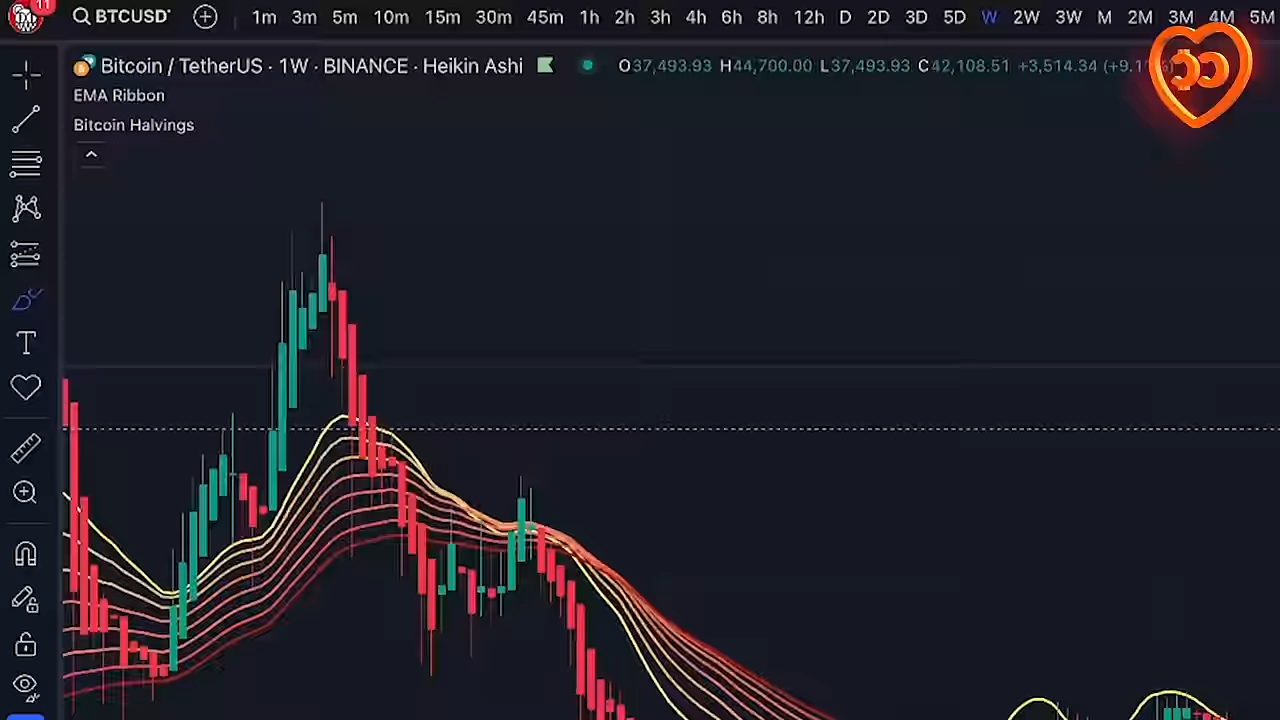 11
BTCUSD 1m 3m 5m 10m 15m 30m 45m 1h 2h 3h 4h 6h 8h 12h D 2D 3D 5D W 2W 3W M 2M 3M 4M 5M
Bitcoin / TetherUS · 1W · BINANCE · Heikin Ashi O37,493.93 H44,700.00 L37,493.93 C42,108.51 +3,514.34
EMA Ribbon
Bitcoin Halvings